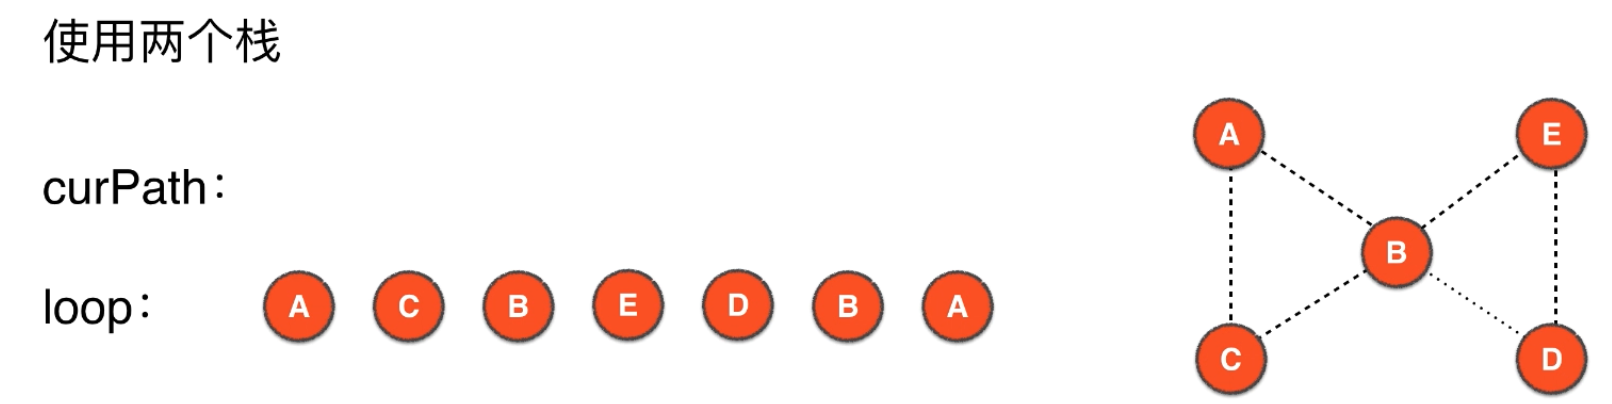 使用两个栈
curPath：
loop： A C B E D B A
A E
B
C D